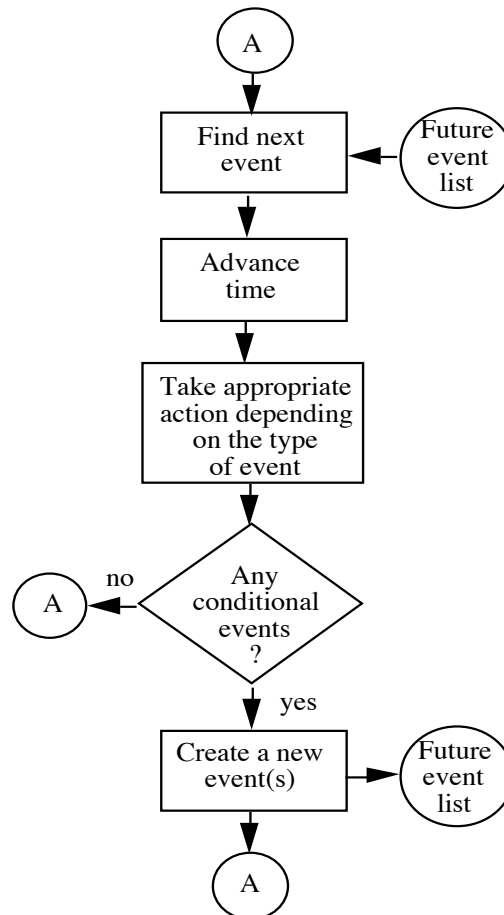 A
Find next
event
Future
event
list
Advance
time
Take appropriate
action depending
on the type
of event
no
A
Any
conditional
events
?
yes
Create a new
event(s)
Future
event
list
A